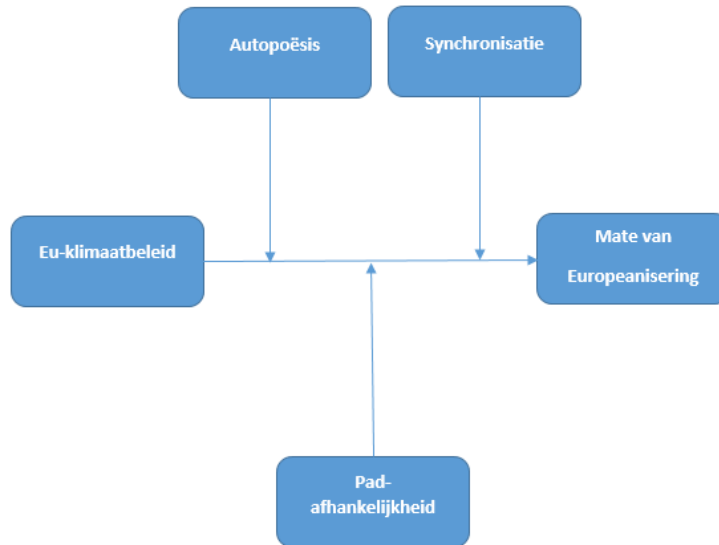 Autopoësis
Synchronisatie
Eu-klimaatbeleid
Mate van
Europeanisering
Pad-
afhankelijkheid